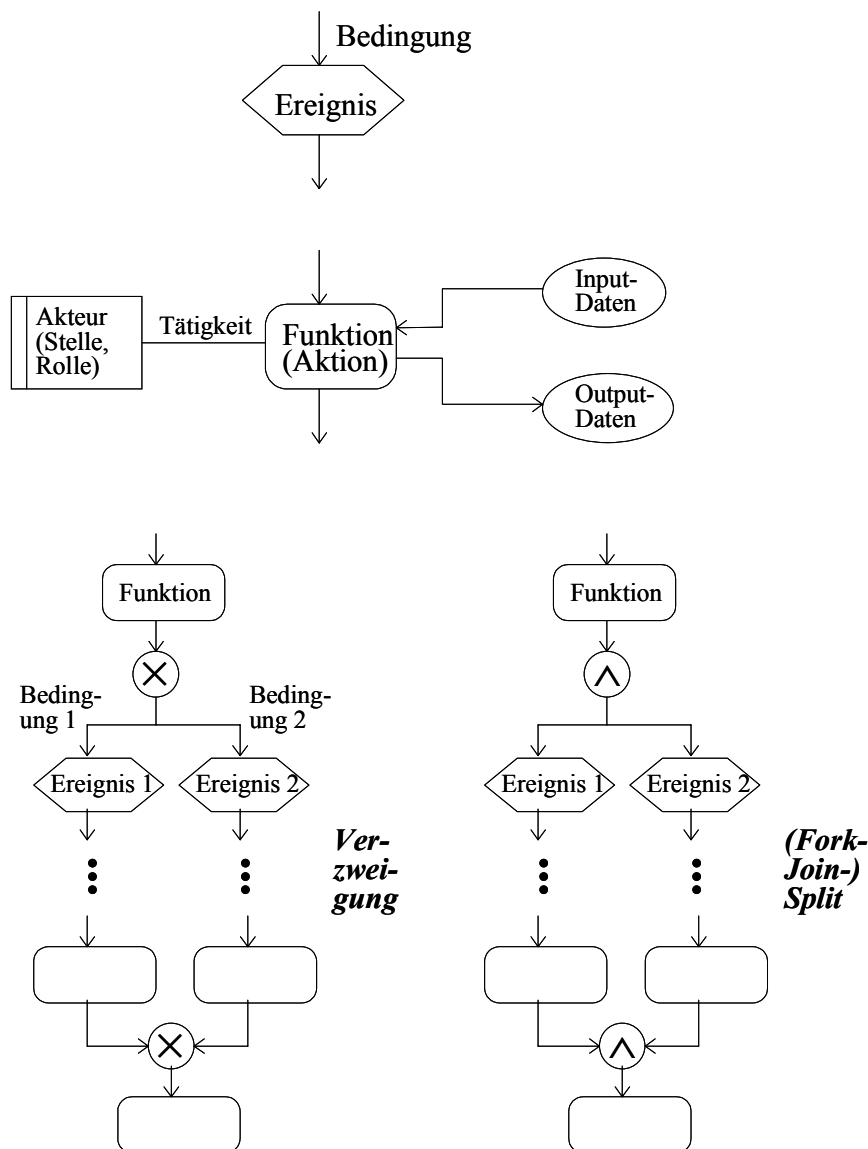 Bedingung
Ereignis
Akteur
(Stelle,
Rolle)
Tätigkeit
Funktion
(Aktion)
Input-
Daten
Output-
Daten
Funktion
Beding-
ung 1
Beding-
ung 2
Ereignis 1
Ereignis 2
Ver-
zwei-
gung
Funktion
Ereignis 1
Ereignis 2
(Fork-
Join-)
Split